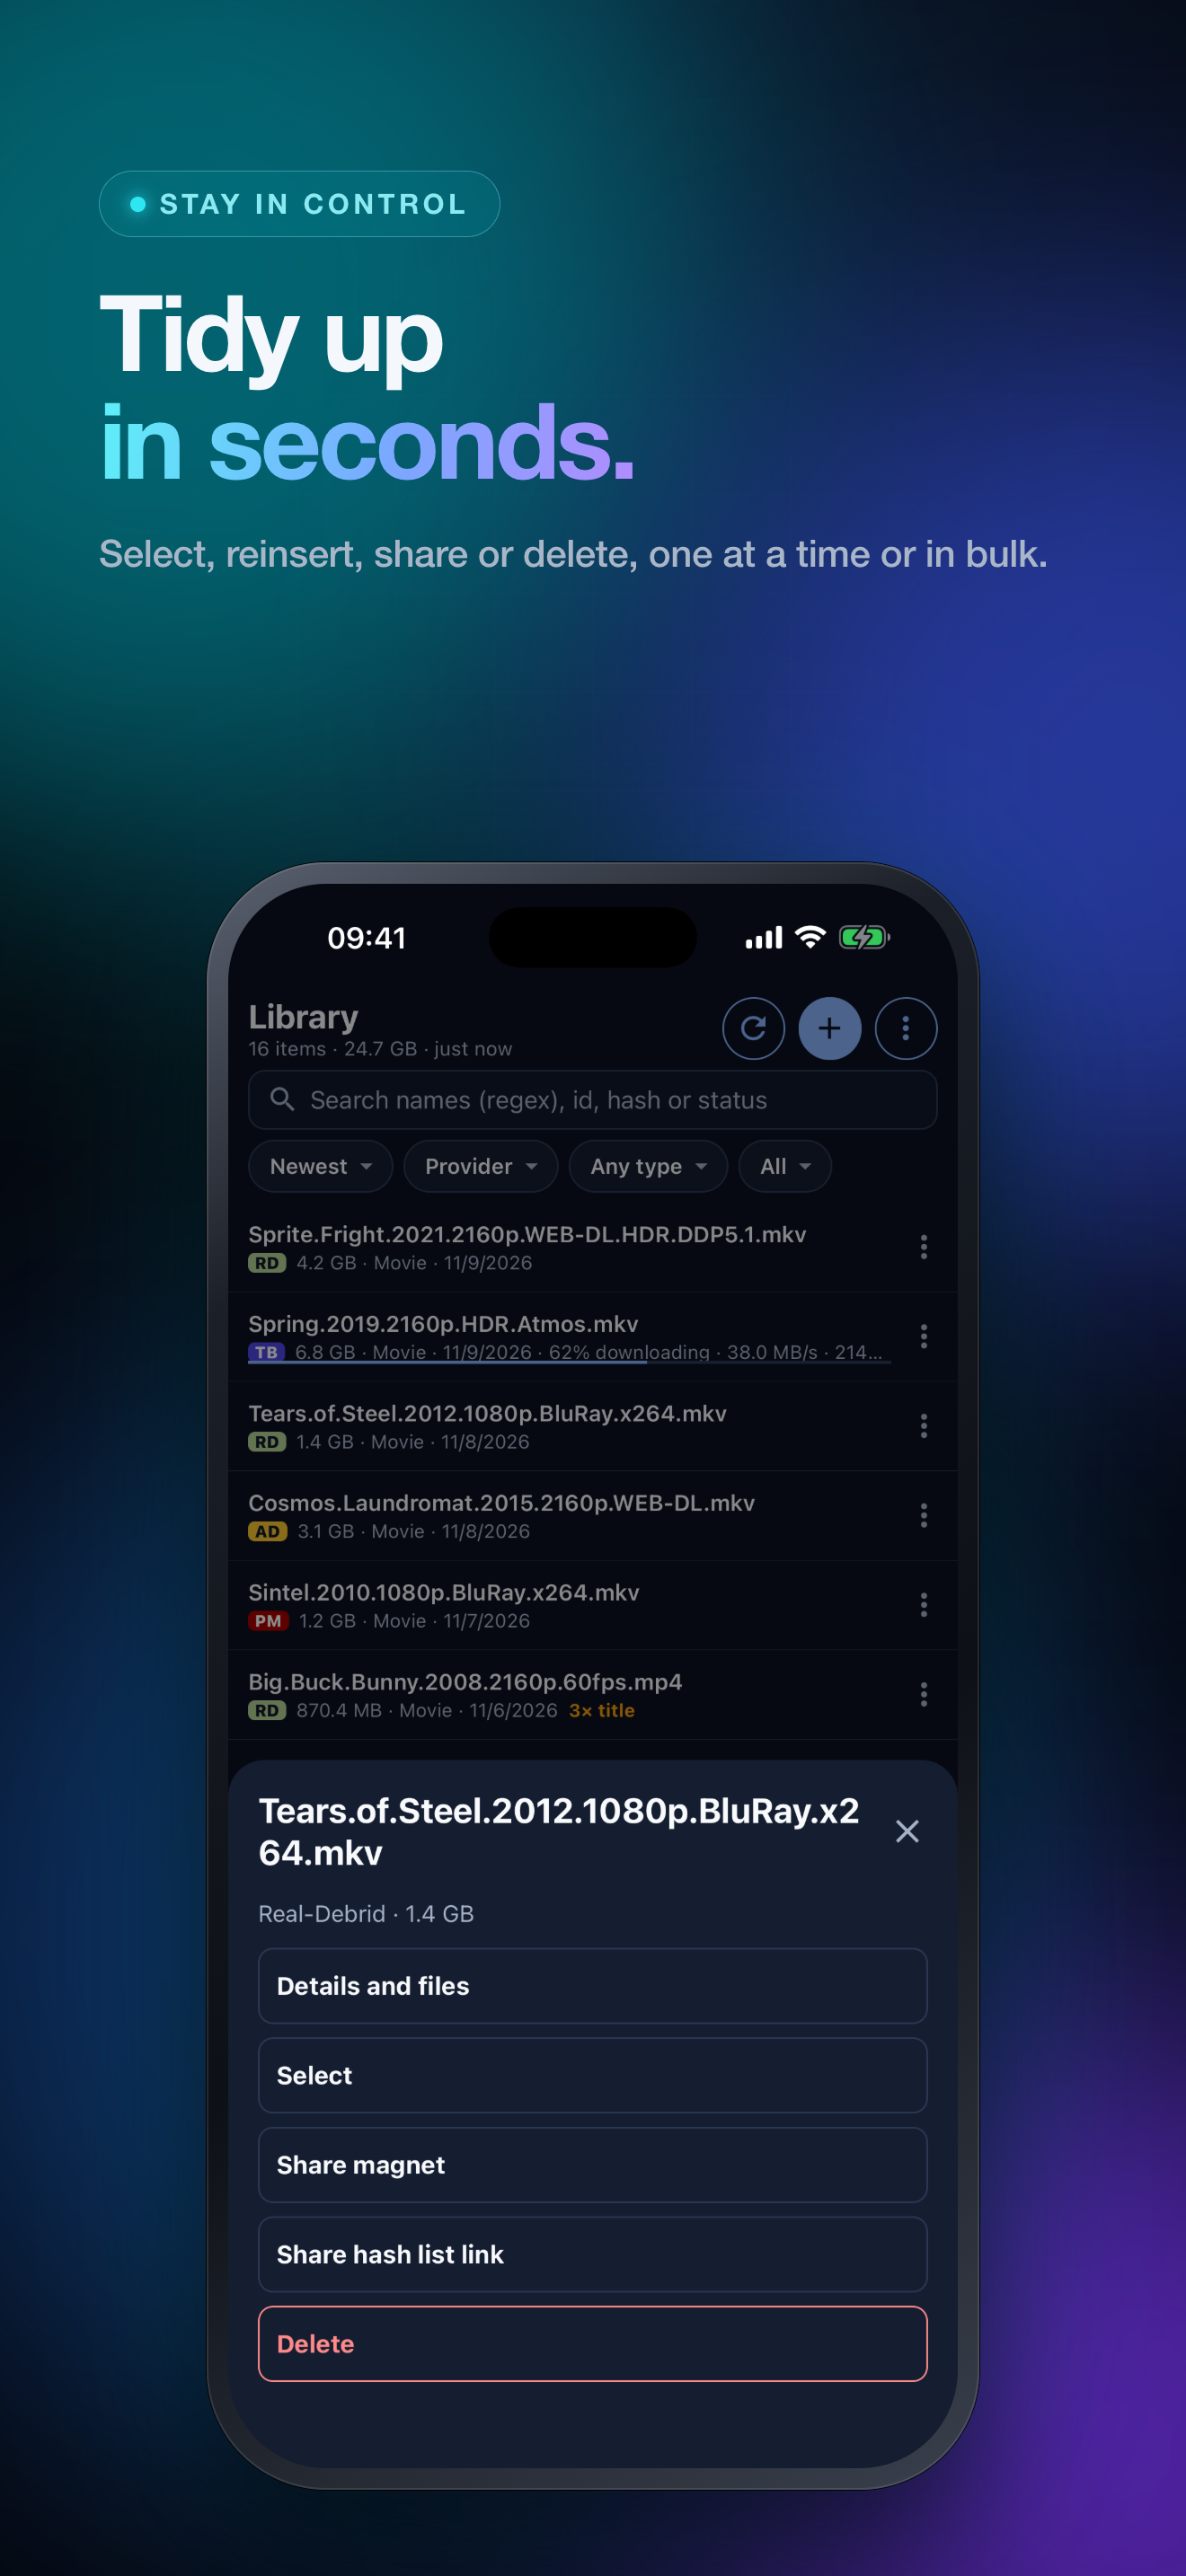 STAY IN CONTROL
Tidy up
in seconds.
Select, reinsert, share or delete, one at a time or in bulk.
09:41
Library
16 items · 24.7 GB · just now
Search names (regex), id, hash or status
Newest Provider Any type All
Sprite.Fright.2021.2160p.WEB-DL.HDR.DDP5.1.mkv
RD 4.2 GB · Movie · 11/9/2026
Spring.2019.2160p.HDR.Atmos.mkv
TB 6.8 GB · Movie · 11/9/2026 · 62% downloading · 38.0 MB/s · 214...
Tears.of.Steel.2012.1080p.BluRay.x264.mkv
RD 1.4 GB · Movie · 11/8/2026
Cosmos.Laundromat.2015.2160p.WEB-DL.mkv
AD 3.1 GB · Movie · 11/8/2026
Sintel.2010.1080p.BluRay.x264.mkv
PM 1.2 GB · Movie · 11/7/2026
Big.Buck.Bunny.2008.2160p.60fps.mp4
RD 870.4 MB · Movie · 11/6/2026 3× title
Tears.of.Steel.2012.1080p.BluRay.x2
64.mkv
Real-Debrid · 1.4 GB
Details and files
Select
Share magnet
Share hash list link
Delete